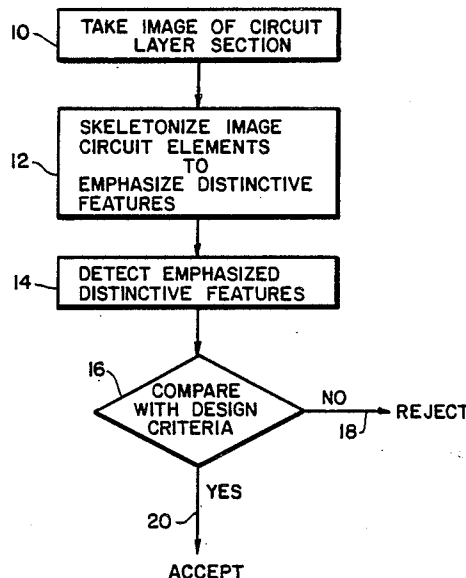 10
TAKE IMAGE OF CIRCUIT
LAYER SECTION
12
SKELETONIZE IMAGE
CIRCUIT ELEMENTS
TO
EMPHASIZE DISTINCTIVE
FEATURES
14
DETECT EMPHASIZED
DISTINCTIVE FEATURES
16
COMPARE
WITH DESIGN
CRITERIA
NO
18
REJECT
YES
20
ACCEPT